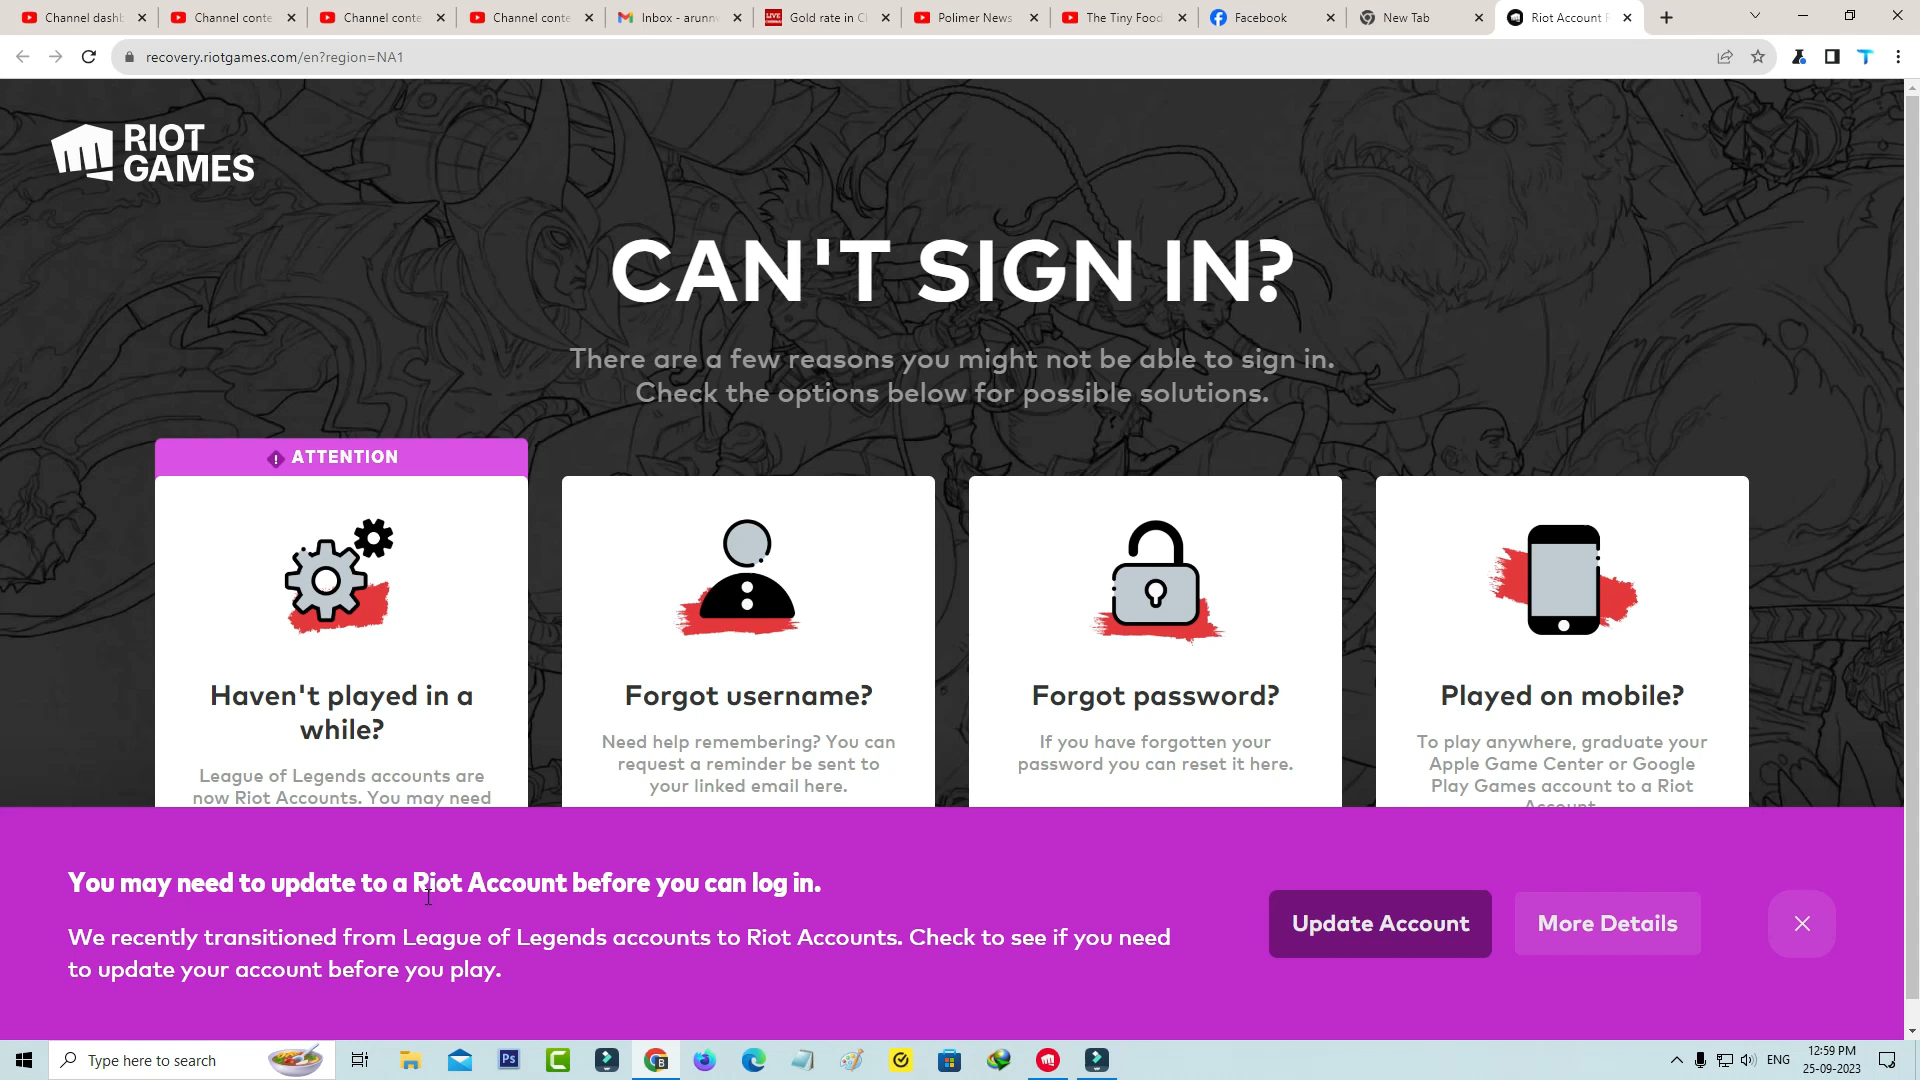 Channel dashb
Channel conte
Channel conte
Channel conte
Inbox - arunn
Gold rate in C
Polimer News
The Tiny Food
Facebook
New Tab
Riot Account
recovery.riotgames.com/en?region=NA1
RIOT
GAMES
CAN'T SIGN IN?
There are a few reasons you might not be able to sign in.
Check the options below for possible solutions.
ATTENTION
Haven't played in a
while?
League of Legends accounts are
now Riot Accounts. You may need
Forgot username?
Need help remembering? You can
request a reminder be sent to
your linked email here.
Forgot password?
If you have forgotten your
password you can reset it here.
Played on mobile?
To play anywhere, graduate your
Apple Game Center or Google
Play Games account to a Riot
Account.
You may need to update to a Riot Account before you can log in.
We recently transitioned from League of Legends accounts to Riot Accounts. Check to see if you need
to update your account before you play.
Update Account
More Details
Type here to search
Ps
ENG
12:59 PM
25-09-2023